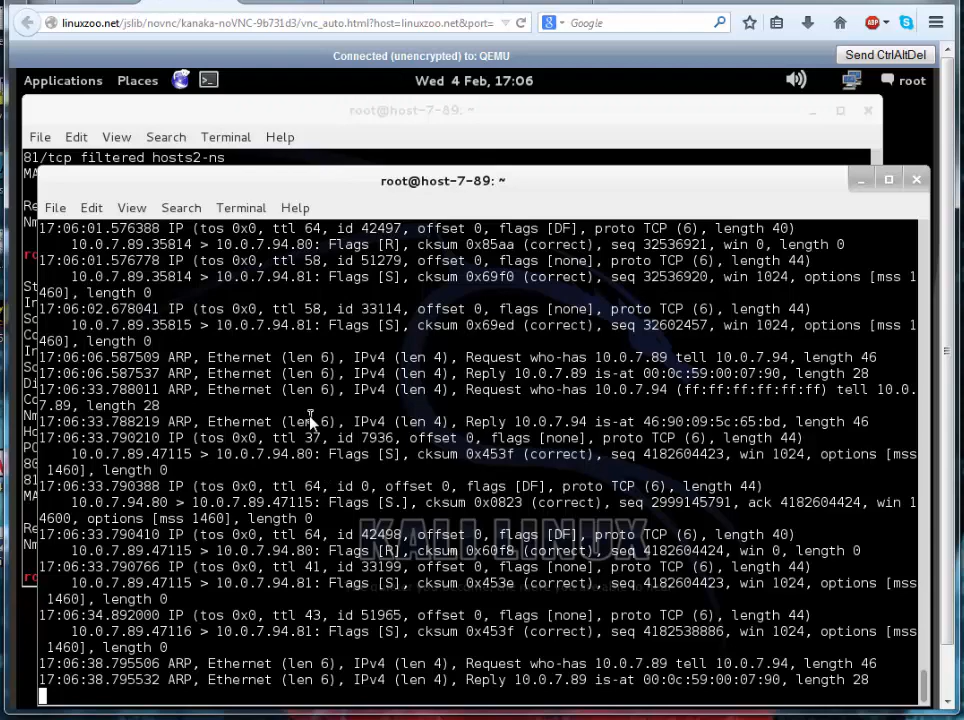 linuxzoo.net/jslib/novnc/kanaka-noVNC-9b731d3/vnc_auto.html?host=linuxzoo.net&port=
Google
Connected (unencrypted) to: QEMU
Send CtrlAltDel
Applications Places Wed 4 Feb, 17:06 root
root@host-7-89: ~
File Edit View Search Terminal Help
81/tcp filtered hosts2-ns
MA
root@host-7-89: ~
Re
File Edit View Search Terminal Help
Nm
17:06:01.576388 IP (tos 0x0, ttl 64, id 42497, offset 0, flags [DF], proto TCP (6), length 40)
10.0.7.89.35814 > 10.0.7.94.80: Flags [R], cksum 0x85aa (correct), seq 32536921, win 0, length 0
17:06:01.576778 IP (tos 0x0, ttl 58, id 51279, offset 0, flags [none], proto TCP (6), length 44)
10.0.7.89.35814 > 10.0.7.94.81: Flags [S], cksum 0x69f0 (correct), seq 32536920, win 1024, options [mss 1
460], length 0
17:06:02.678041 IP (tos 0x0, ttl 58, id 33114, offset 0, flags [none], proto TCP (6), length 44)
10.0.7.89.35815 > 10.0.7.94.81: Flags [S], cksum 0x69ed (correct), seq 32602457, win 1024, options [mss 1
460], length 0
17:06:06.587509 ARP, Ethernet (len 6), IPv4 (len 4), Request who-has 10.0.7.89 tell 10.0.7.94, length 46
17:06:06.587537 ARP, Ethernet (len 6), IPv4 (len 4), Reply 10.0.7.89 is-at 00:0c:59:00:07:90, length 28
17:06:33.788011 ARP, Ethernet (len 6), IPv4 (len 4), Request who-has 10.0.7.94 (ff:ff:ff:ff:ff:ff) tell 10.0.
7.89, length 28
17:06:33.788219 ARP, Ethernet (len 6), IPv4 (len 4), Reply 10.0.7.94 is-at 46:90:09:5c:65:bd, length 46
17:06:33.790210 IP (tos 0x0, ttl 37, id 7936, offset 0, flags [none], proto TCP (6), length 44)
10.0.7.89.47115 > 10.0.7.94.80: Flags [S], cksum 0x453f (correct), seq 4182604423, win 1024, options [mss
1460], length 0
17:06:33.790388 IP (tos 0x0, ttl 64, id 0, offset 0, flags [DF], proto TCP (6), length 44)
10.0.7.94.80 > 10.0.7.89.47115: Flags [S.], cksum 0x0823 (correct), seq 2999145791, ack 4182604424, win 1
4600, options [mss 1460], length 0
17:06:33.790410 IP (tos 0x0, ttl 64, id 42498, offset 0, flags [DF], proto TCP (6), length 40)
10.0.7.89.47115 > 10.0.7.94.80: Flags [R], cksum 0x60f8 (correct), seq 4182604424, win 0, length 0
17:06:33.790766 IP (tos 0x0, ttl 41, id 33199, offset 0, flags [none], proto TCP (6), length 44)
10.0.7.89.47115 > 10.0.7.94.81: Flags [S], cksum 0x453e (correct), seq 4182604423, win 1024, options [mss
1460], length 0
17:06:34.892000 IP (tos 0x0, ttl 43, id 51965, offset 0, flags [none], proto TCP (6), length 44)
10.0.7.89.47116 > 10.0.7.94.81: Flags [S], cksum 0x453f (correct), seq 4182538886, win 1024, options [mss
1460], length 0
17:06:38.795506 ARP, Ethernet (len 6), IPv4 (len 4), Request who-has 10.0.7.89 tell 10.0.7.94, length 46
17:06:38.795532 ARP, Ethernet (len 6), IPv4 (len 4), Reply 10.0.7.89 is-at 00:0c:59:00:07:90, length 28
KALI LINUX